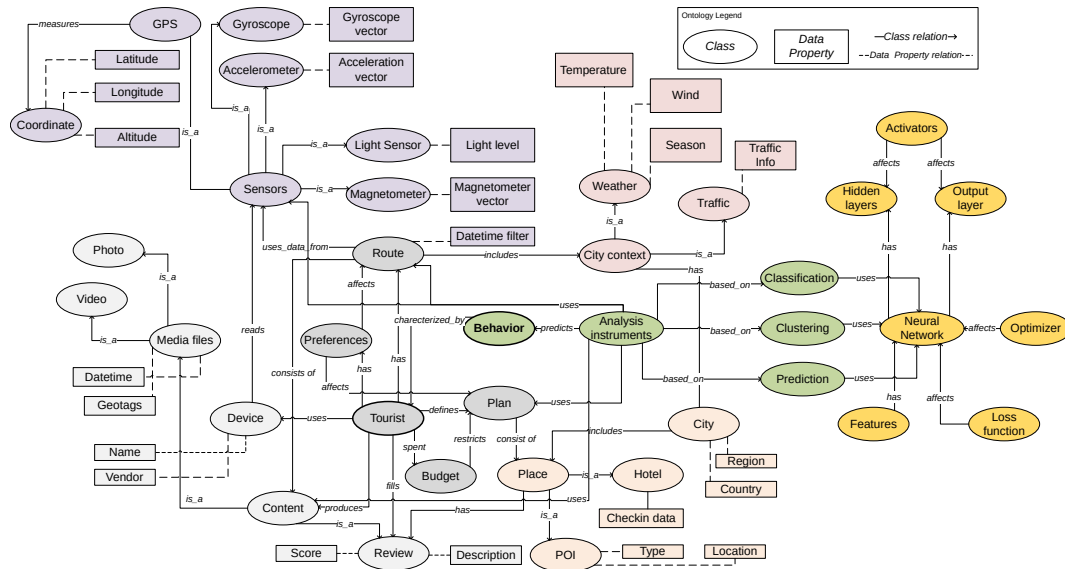 measures
GPS
Gyroscope
Gyroscope
vector
Ontology Legend
Class
Data
Property
Class relation
Data Property relation
Latitude
Accelerometer
Acceleration
vector
Temperature
Longitude
Wind
Coordinate
Altitude
is_a
is_a
is_a
is_a
Light Sensor
Light level
Season
Traffic
Info
Activators
affects
affects
Sensors
is_a
Magnetometer
Magnetometer
vector
Weather
Traffic
Hidden
layers
Output
layer
is_a
Datetime filter
Photo
uses_data_from
Route
includes
City context
is_a
has
has
has
is_a
Video
affects
based_on
Classification
uses
uses
is_a
Media files
reads
Preferences
charecterized_by
Behavior
predicts
Analysis
instruments
based_on
Clustering
uses
Neural
Network
affects
Optimizer
has
Datetime
consists of
has
affects
based_on
Prediction
uses
Geotags
has
affects
Device
uses
Tourist
defines
Plan
uses
City
Features
Loss
function
Name
spent
restricts
consist of
includes
Vendor
Budget
Place
is_a
Hotel
Region
Country
fills
is_a
Content
produces
uses
has
is_a
Checkin data
is_a
Score
Review
Description
POI
Type
Location